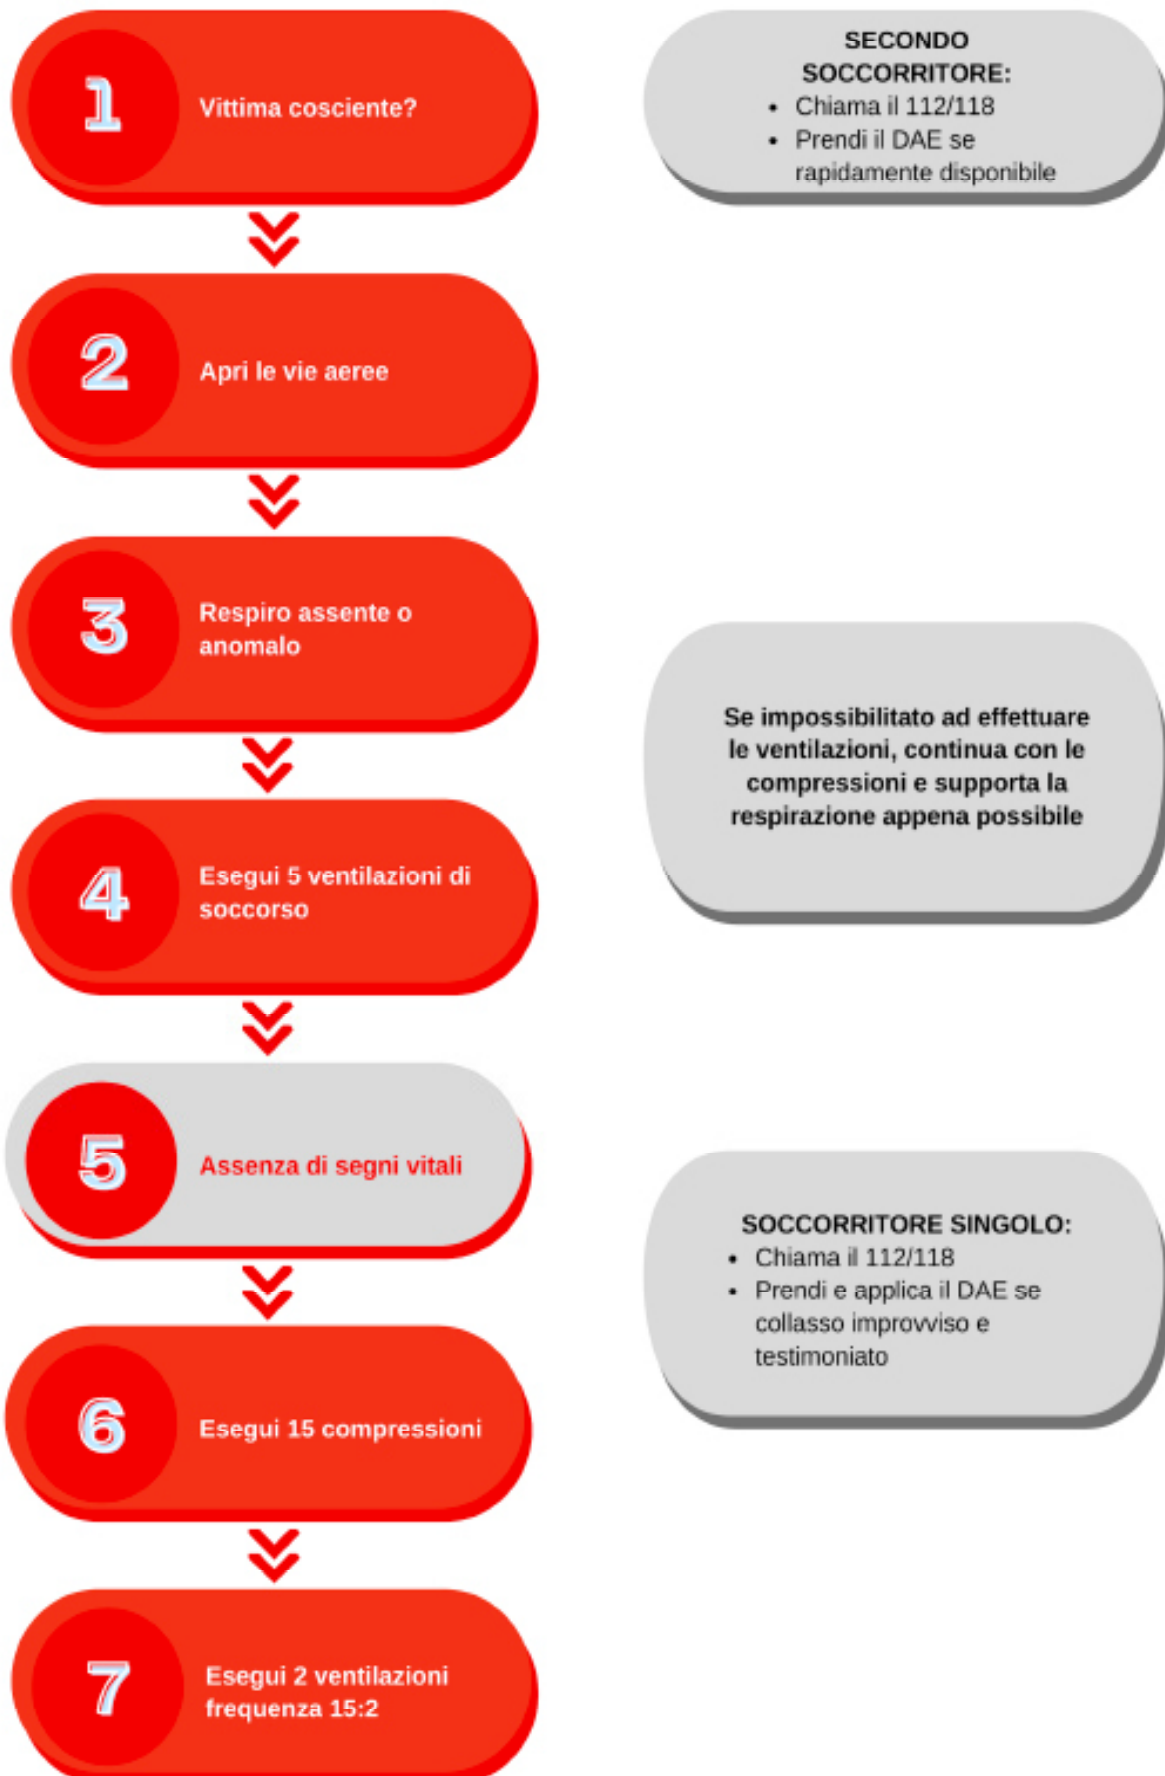 1
Vittima cosciente?
SECONDO
SOCCORRITORE:
• Chiama il 112/118
• Prendi il DAE se
rapidamente disponibile
2
Apri le vie aeree
3
Respiro assente o
anomalo
Se impossibilitato ad effettuare
le ventilazioni, continua con le
compressioni e supporta la
respirazione appena possibile
4
Esegui 5 ventilazioni di
soccorso
5
Assenza di segni vitali
SOCCORRITORE SINGOLO:
• Chiama il 112/118
• Prendi e applica il DAE se
collasso improvviso e
testimoniato
6
Esegui 15 compressioni
7
Esegui 2 ventilazioni
frequenza 15:2